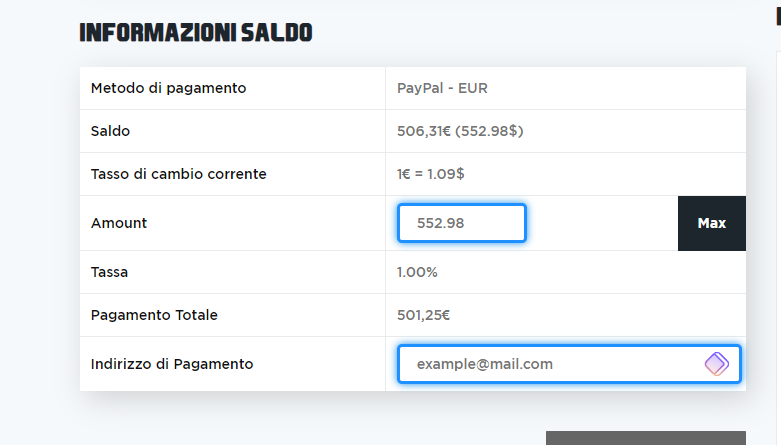 INFORMAZIONI SALDO
Metodo di pagamento PayPal - EUR
Saldo 506,31€ (552.98$)
Tasso di cambio corrente 1€ = 1.09$
Amount 552.98 Max
Tassa 1.00%
Pagamento Totale 501,25€
Indirizzo di Pagamento example@mail.com